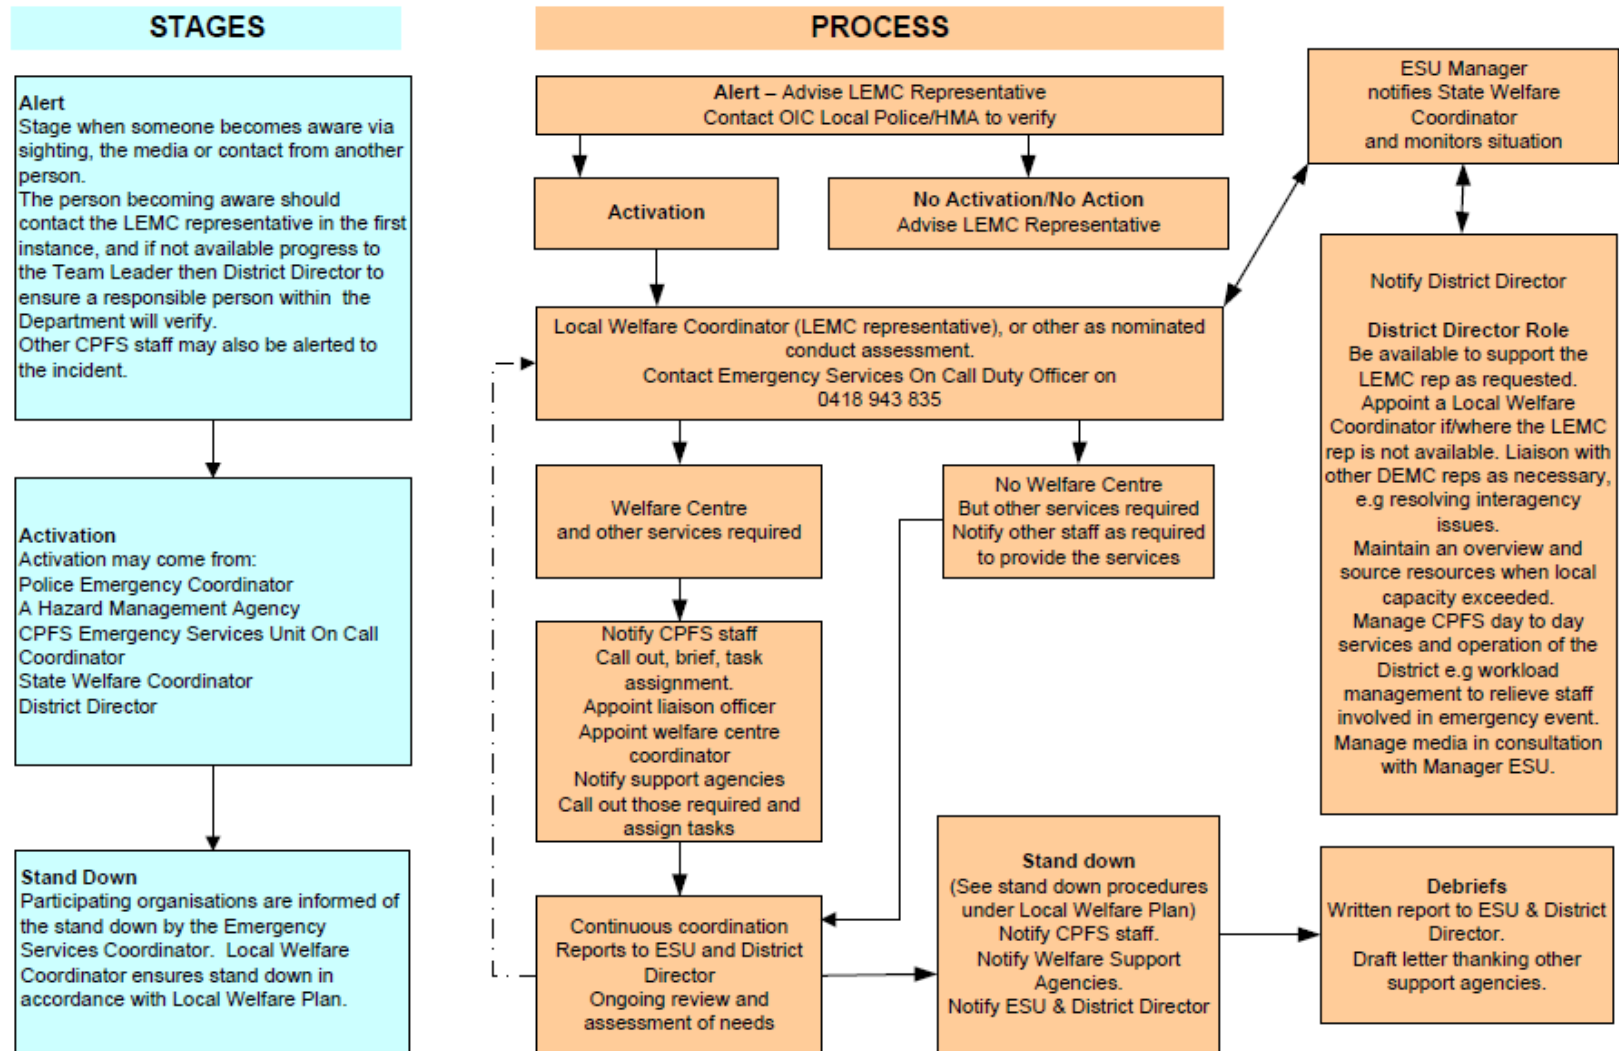 STAGES
Alert
Stage when someone becomes aware via
sighting, the media or contact from another
person.
The person becoming aware should
contact the LEMC representative in the first
instance, and if not available progress to
the Team Leader then District Director to
ensure a responsible person within the
Department will verify.
Other CPFS staff may also be alerted to
the incident.
Activation
Activation may come from:
Police Emergency Coordinator
A Hazard Management Agency
CPFS Emergency Services Unit On Call
Coordinator
State Welfare Coordinator
District Director
Stand Down
Participating organisations are informed of
the stand down by the Emergency
Services Coordinator. Local Welfare
Coordinator ensures stand down in
accordance with Local Welfare Plan.
PROCESS
Alert – Advise LEMC Representative
Contact OIC Local Police/HMA to verify
Activation
No Activation/No Action
Advise LEMC Representative
Local Welfare Coordinator (LEMC representative), or other as nominated
conduct assessment.
Contact Emergency Services On Call Duty Officer on
0418 943 835
Welfare Centre
and other services required
No Welfare Centre
But other services required
Notify other staff as required
to provide the services
Notify CPFS staff
Call out, brief, task
assignment.
Appoint liaison officer
Appoint welfare centre
coordinator
Notify support agencies
Call out those required and
assign tasks
Continuous coordination
Reports to ESU and District
Director
Ongoing review and
assessment of needs
Stand down
(See stand down procedures
under Local Welfare Plan)
Notify CPFS staff.
Notify Welfare Support
Agencies.
Notify ESU & District Director
ESU Manager
notifies State Welfare
Coordinator
and monitors situation
Notify District Director
District Director Role
Be available to support the
LEMC rep as requested.
Appoint a Local Welfare
Coordinator if/where the LEMC
rep is not available. Liaison with
other DEMC reps as necessary,
e.g resolving interagency
issues.
Maintain an overview and
source resources when local
capacity exceeded.
Manage CPFS day to day
services and operation of the
District e.g workload
management to relieve staff
involved in emergency event.
Manage media in consultation
with Manager ESU.
Debriefs
Written report to ESU & District
Director.
Draft letter thanking other
support agencies.